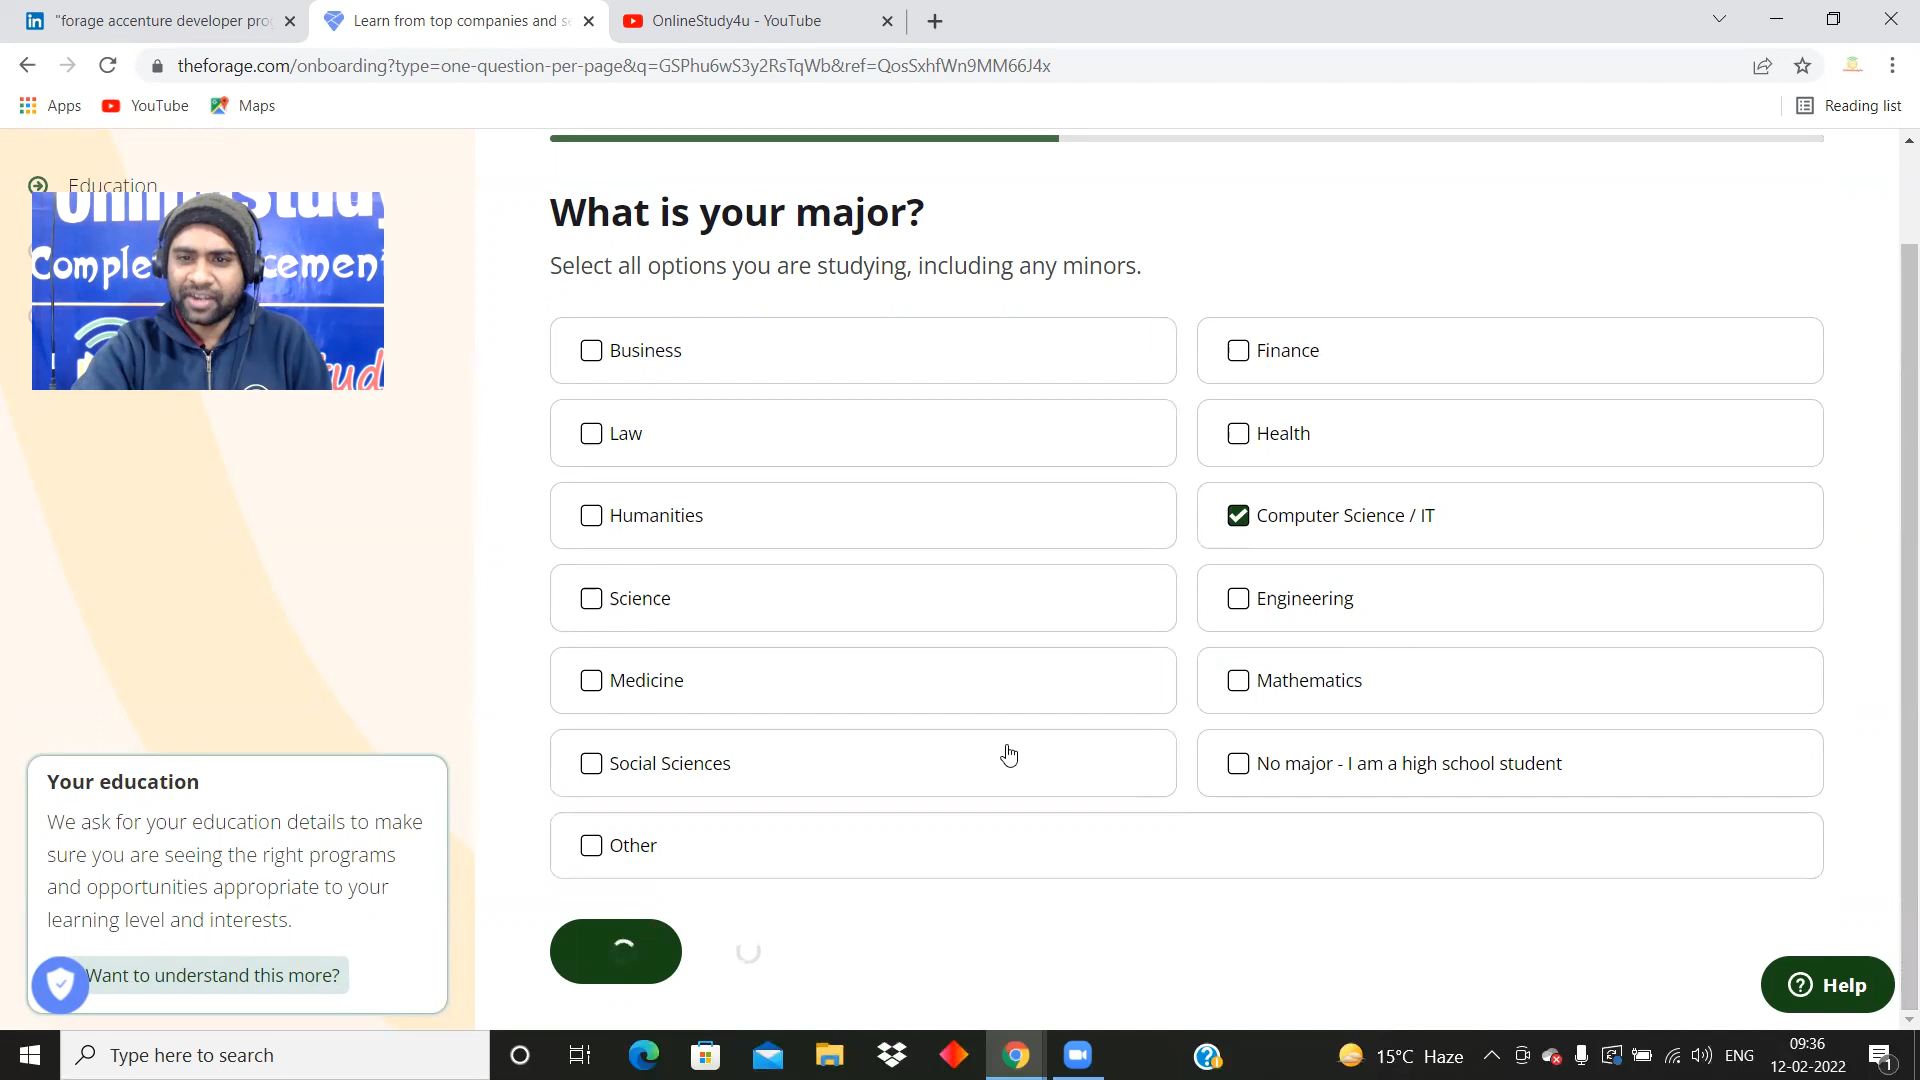 "forage accenture developer pro
Learn from top companies and s
OnlineStudy4u - YouTube
theforage.com/onboarding?type=one-question-per-page&q=GSPhu6wS3y2RsTqWb&ref=QosSxhfWn9MM66J4x
Apps
YouTube
Maps
Reading list
Education
What is your major?
Select all options you are studying, including any minors.
Business
Finance
Law
Health
Humanities
Computer Science / IT
Science
Engineering
Medicine
Mathematics
Social Sciences
No major - I am a high school student
Other
Your education
We ask for your education details to make
sure you are seeing the right programs
and opportunities appropriate to your
learning level and interests.
Want to understand this more?
Help
Type here to search
15°C Haze
ENG
09:36
12-02-2022
1